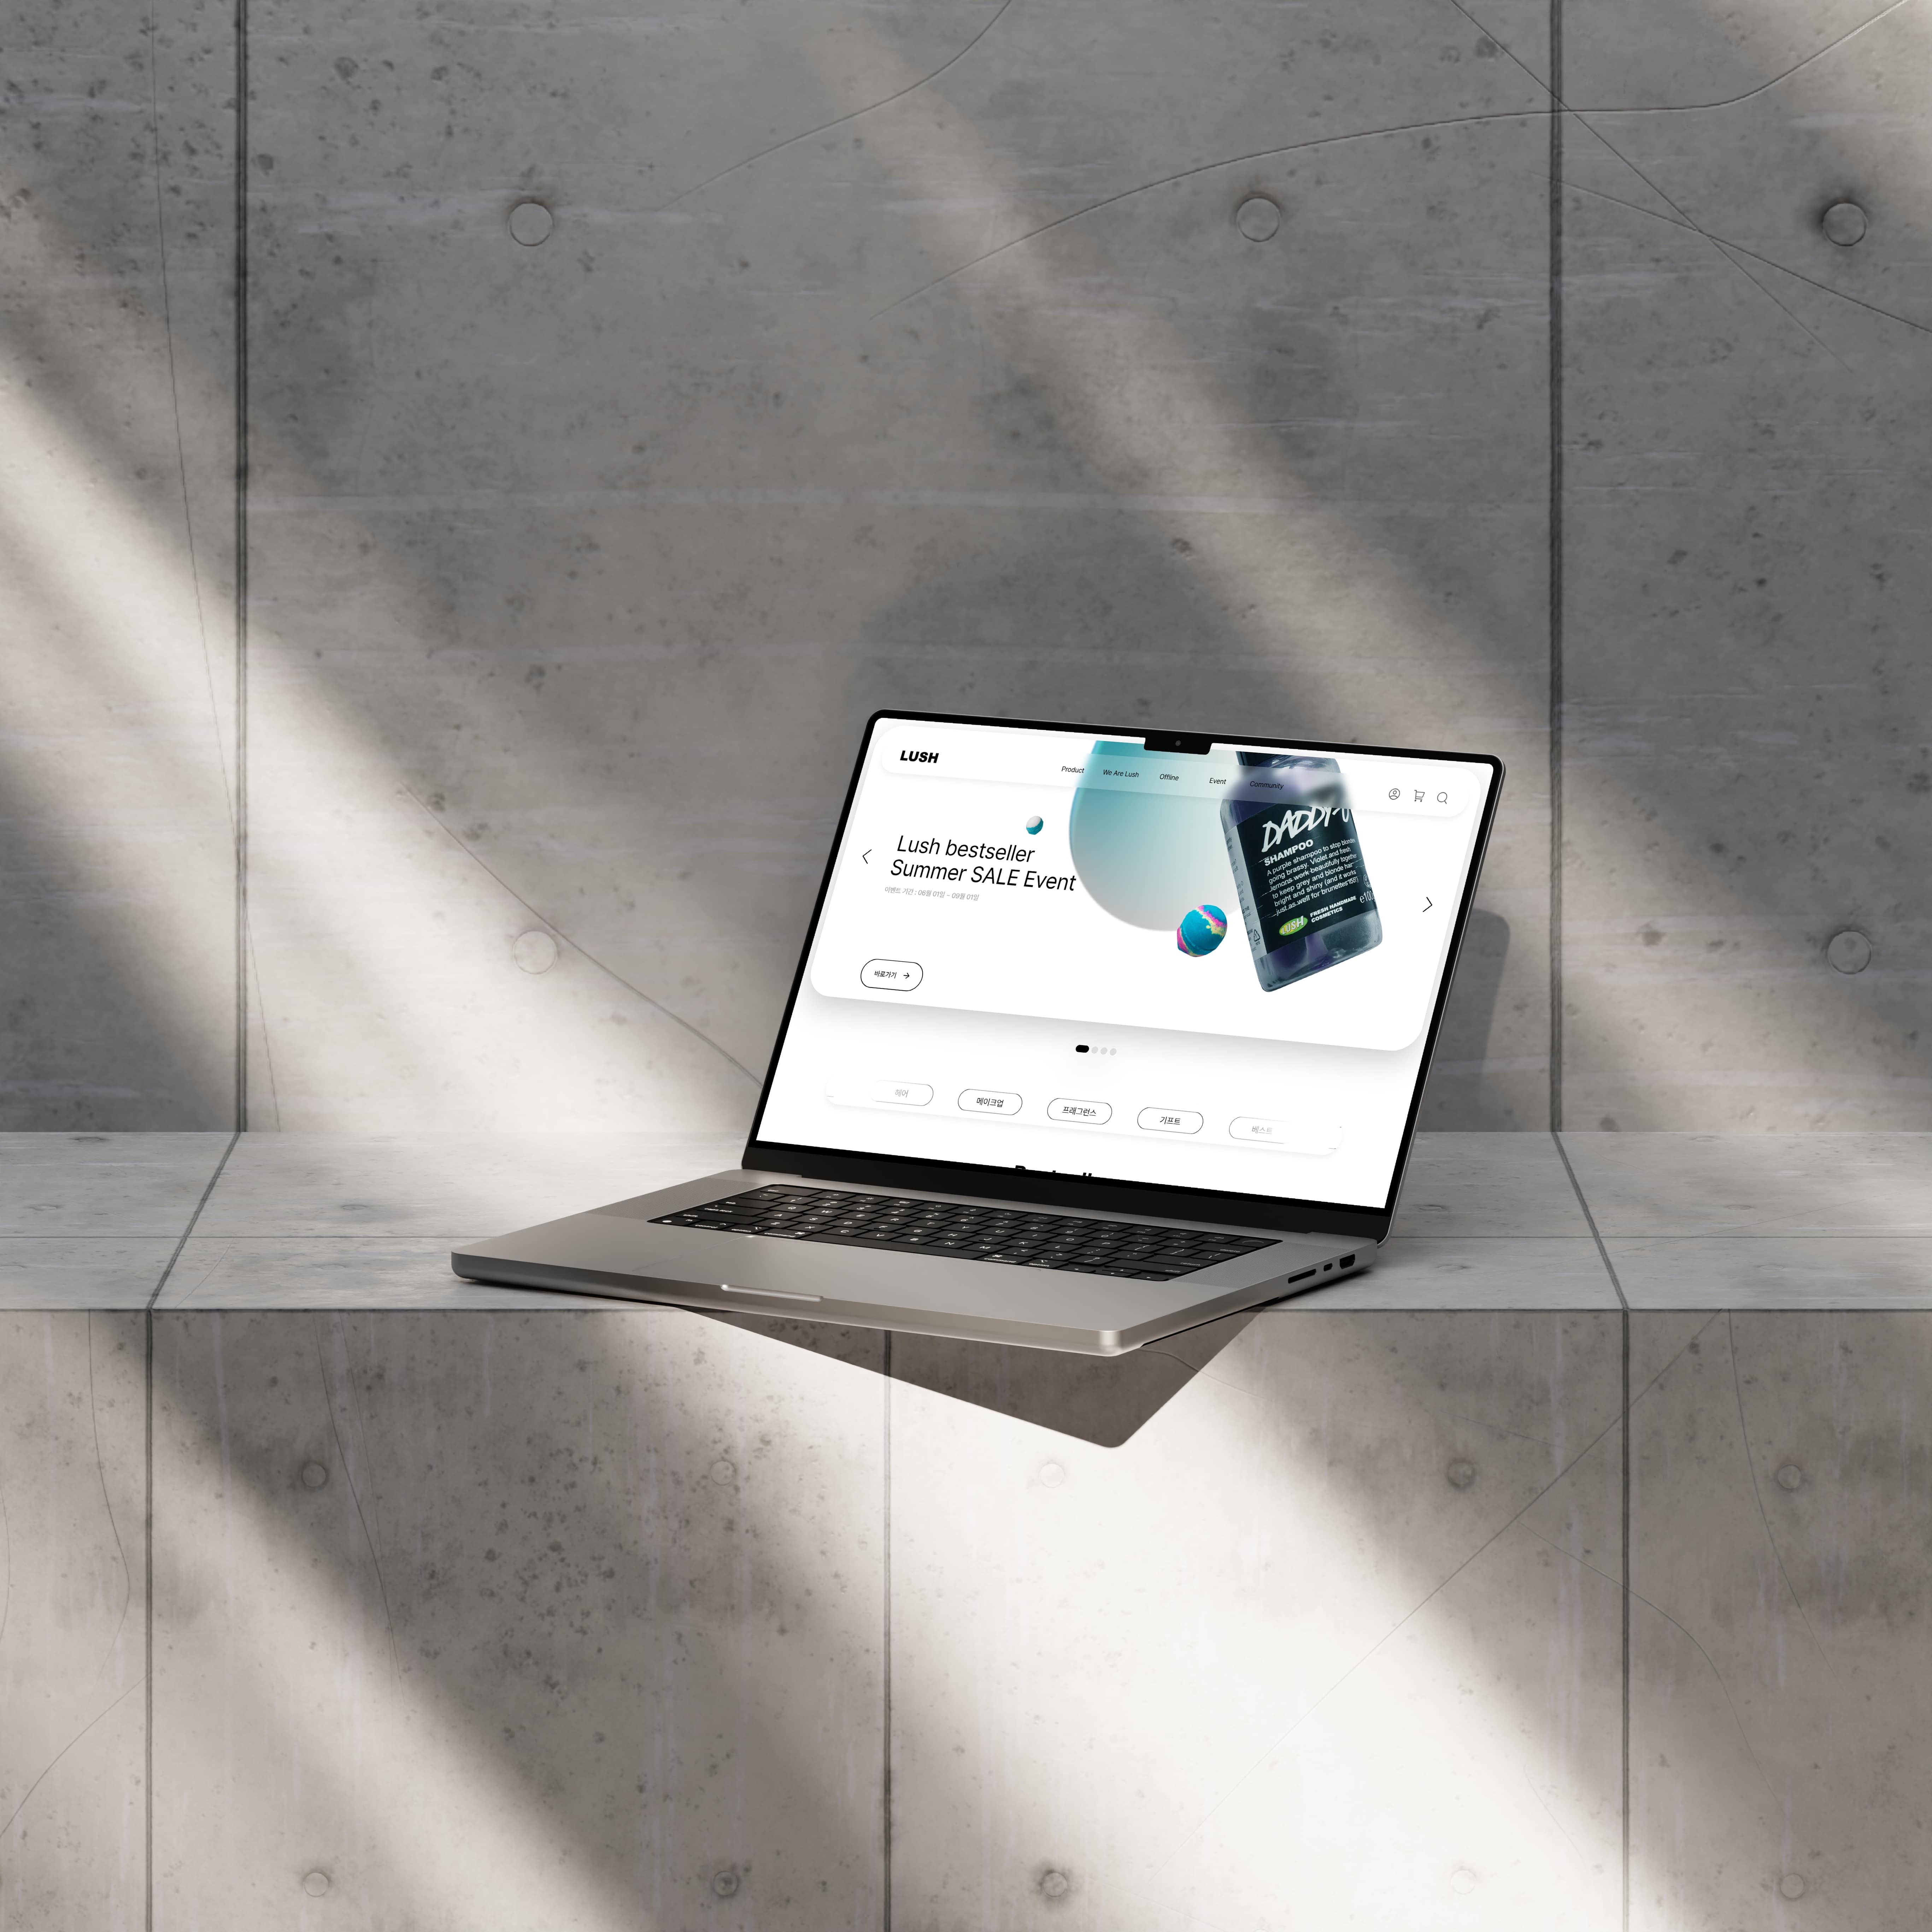 LUSH
Product
We Are Lush
Offline
Event
Community
Lush bestseller
Summer SALE Event
이벤트 기간 : 06월 01일 ~ 09월 01일
바로가기
SHAMPOO
A purple shampoo to stop blondes
going brassy. Violet and fresh
lemons work beautifully together
to keep grey and blonde hair
bright and shiny (and it works
just as well for brunettes too!)
LUSH
FRESH HANDMADE
COSMETICS
헤어
메이크업
프래그런스
기프트
베스트